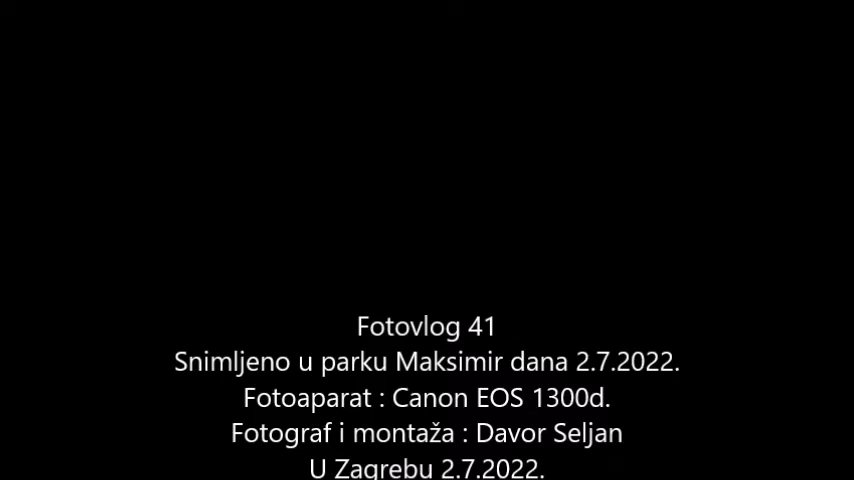 Fotovlog 41
Snimljeno u parku Maksimir dana 2.7.2022.
Fotoaparat : Canon EOS 1300d.
Fotograf i montaža : Davor Seljan
U Zagrebu 2.7.2022.